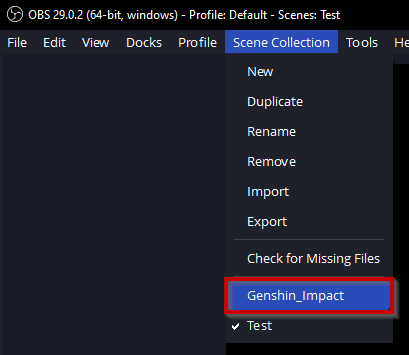 OBS 29.0.2 (64-bit, windows) - Profile: Default - Scenes: Test
File Edit View Docks Profile Scene Collection Tools He
New
Duplicate
Rename
Remove
Import
Export
Check for Missing Files
Genshin_Impact
Test